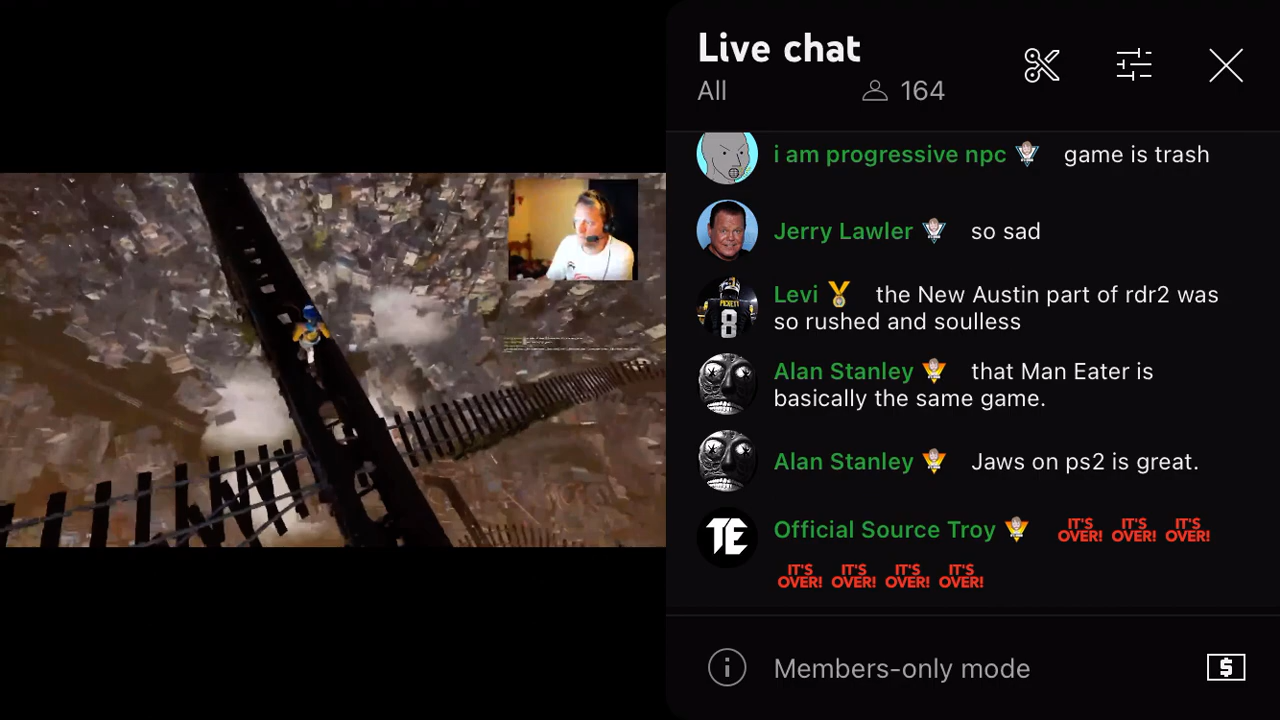 Live chat
All 164
i am progressive npc game is trash
Jerry Lawler so sad
Levi the New Austin part of rdr2 was
so rushed and soulless
Alan Stanley that Man Eater is
basically the same game.
Alan Stanley Jaws on ps2 is great.
TE Official Source Troy IT'S OVER! IT'S OVER! IT'S OVER!
IT'S OVER! IT'S OVER! IT'S OVER! IT'S OVER!
Members-only mode